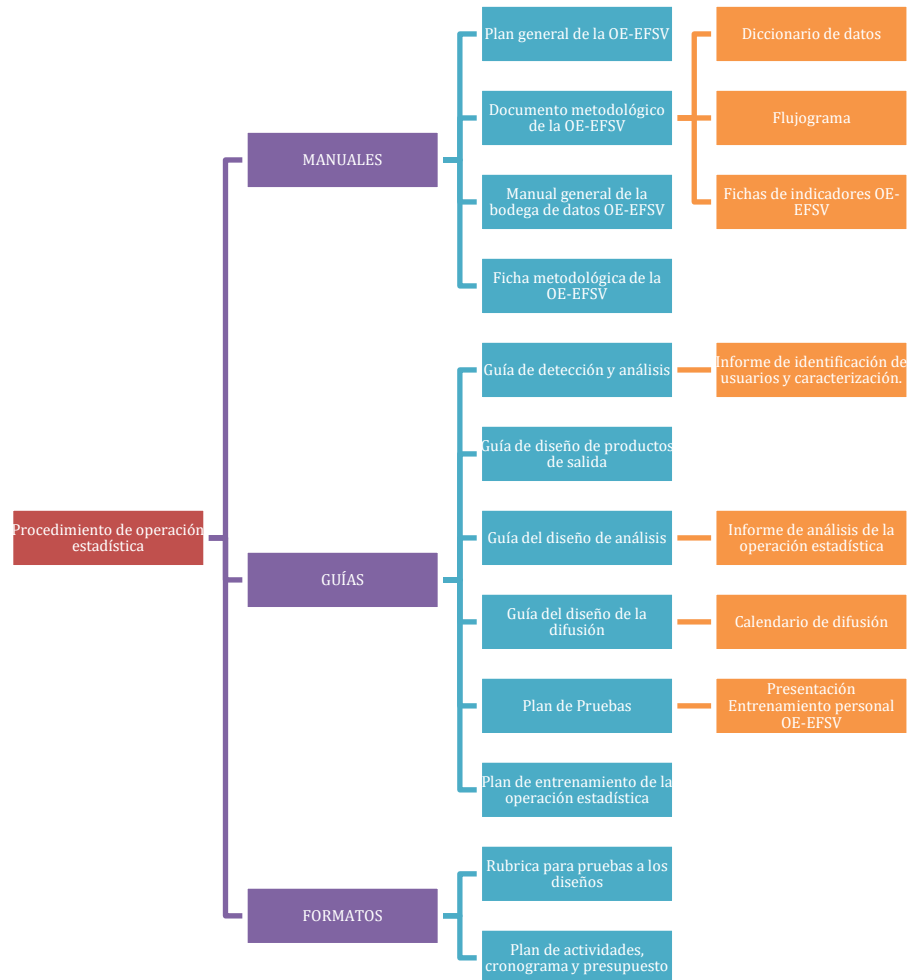 Procedimiento de operación
estadística
MANUALES
Plan general de la OE-EFSV
Documento metodológico
de la OE-EFSV
Diccionario de datos
Flujograma
Fichas de indicadores OE-
EFSV
Manual general de la
bodega de datos OE-EFSV
Ficha metodológica de la
OE-EFSV
GUÍAS
Guía de detección y análisis
Informe de identificación de
usuarios y caracterización.
Guía de diseño de productos
de salida
Guía del diseño de análisis
Informe de análisis de la
operación estadística
Guía del diseño de la
difusión
Calendario de difusión
Plan de Pruebas
Presentación
Entrenamiento personal
OE-EFSV
Plan de entrenamiento de la
operación estadística
FORMATOS
Rubrica para pruebas a los
diseños
Plan de actividades,
cronograma y presupuesto